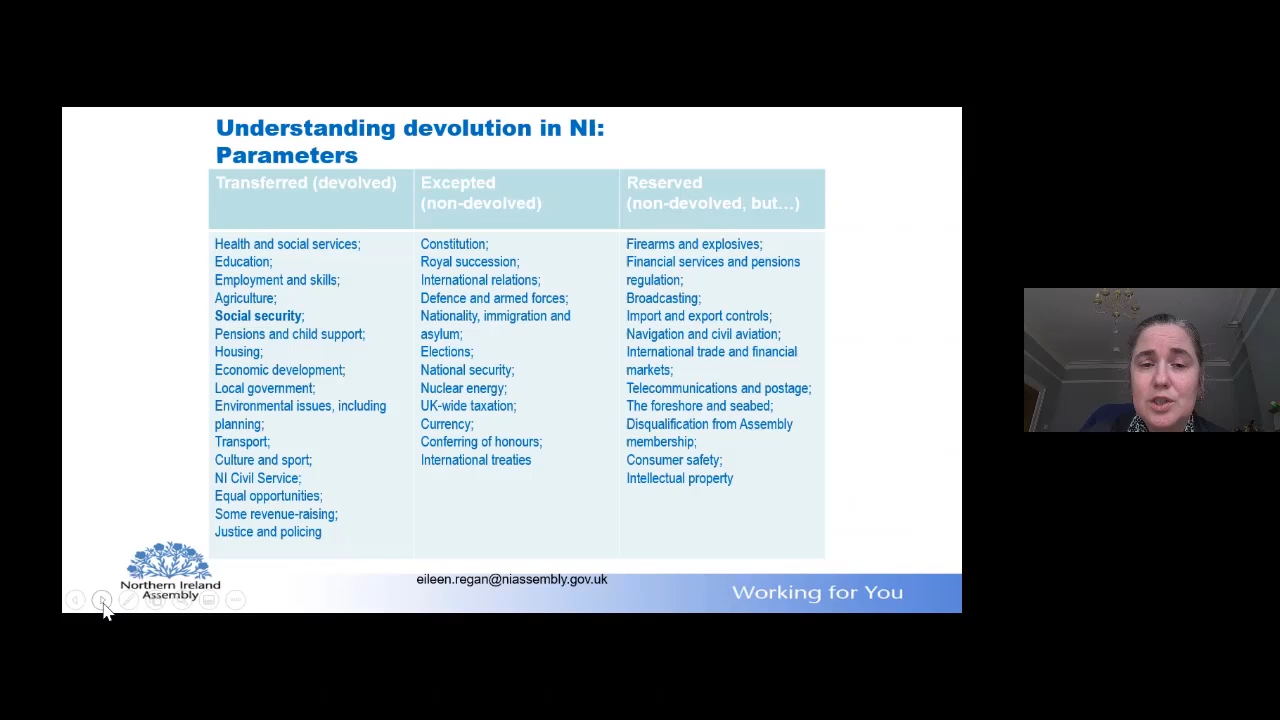 Understanding devolution in NI:
Parameters
Transferred (devolved)
Excepted
(non-devolved)
Reserved
(non-devolved, but…)
Health and social services;
Education;
Employment and skills;
Agriculture;
Social security;
Pensions and child support;
Housing;
Economic development;
Local government;
Environmental issues, including
planning;
Transport;
Culture and sport;
NI Civil Service;
Equal opportunities;
Some revenue-raising;
Justice and policing
Constitution;
Royal succession;
International relations;
Defence and armed forces;
Nationality, immigration and
asylum;
Elections;
National security;
Nuclear energy;
UK-wide taxation;
Currency;
Conferring of honours;
International treaties
Firearms and explosives;
Financial services and pensions
regulation;
Broadcasting;
Import and export controls;
Navigation and civil aviation;
International trade and financial
markets;
Telecommunications and postage;
The foreshore and seabed;
Disqualification from Assembly
membership;
Consumer safety;
Intellectual property
Northern Ireland
Assembly
eileen.regan@niassembly.gov.uk
Working for You